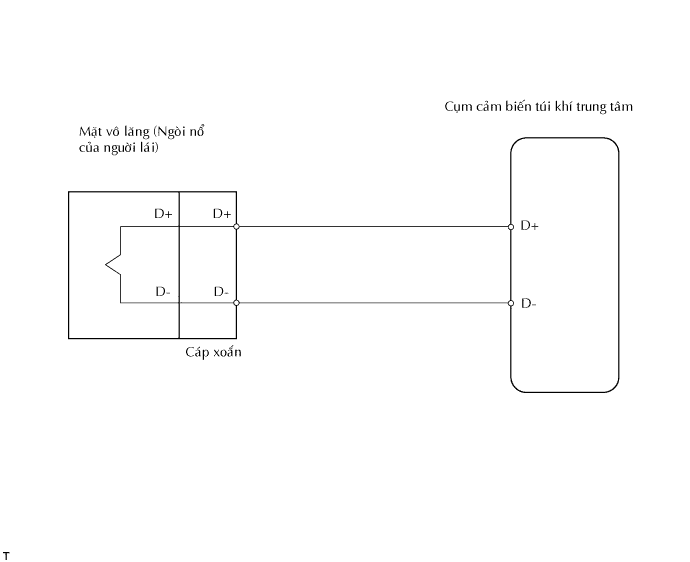 Cụm cảm biến túi khí trung tâm
Mặt vô lăng (Ngòi nổ
của người lái)
D+
D+
D+
D-
D-
D-
Cáp xoắn
T